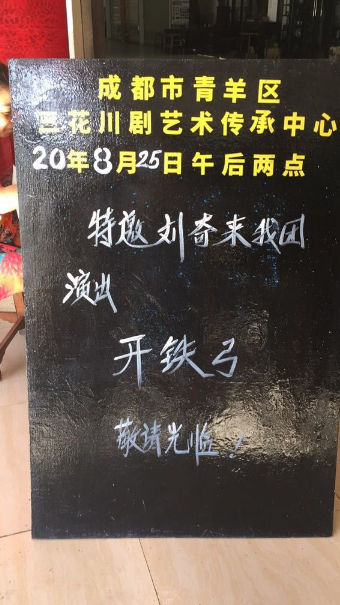 成都市青羊区
芭花川剧艺术传承中心
20年8月25日午后两点
特邀刘奇来我团
演出
开铁弓
敬请光临！